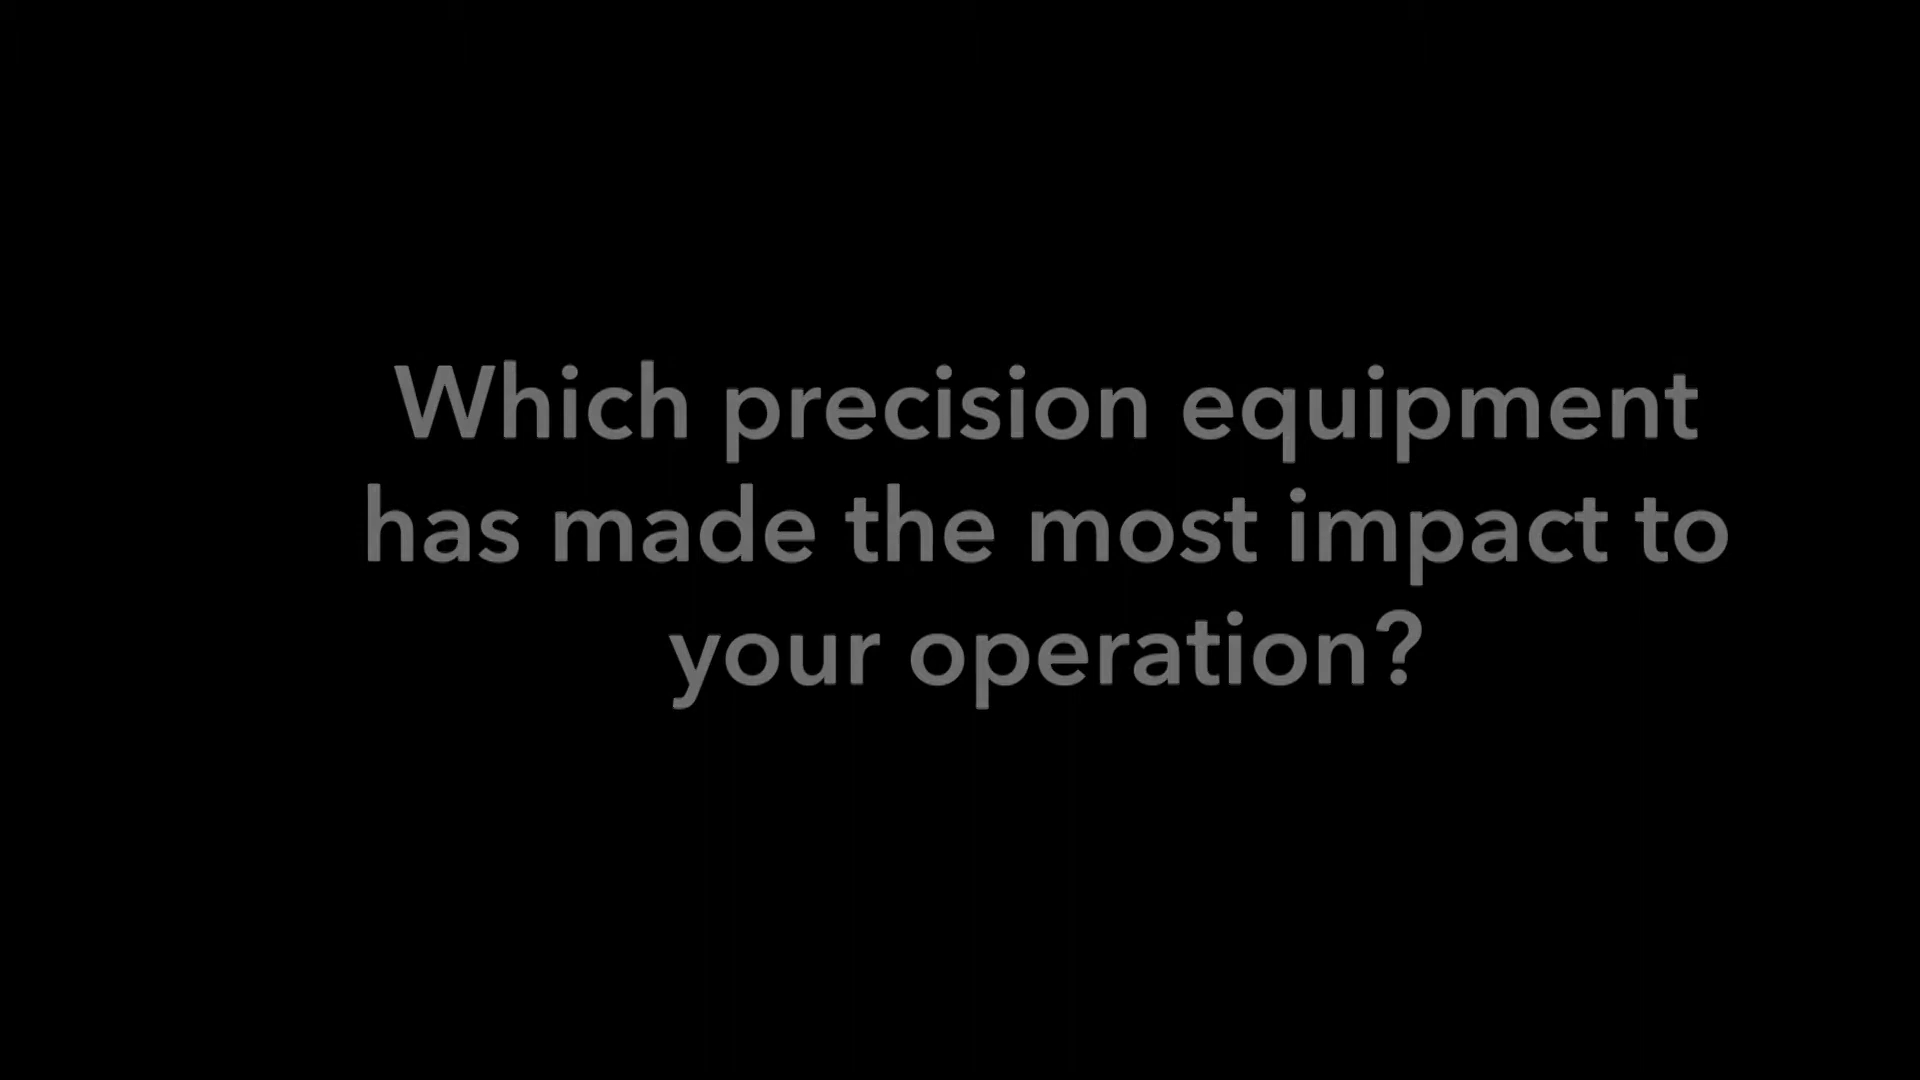 Which precision equipment
has made the most impact to
your operation?